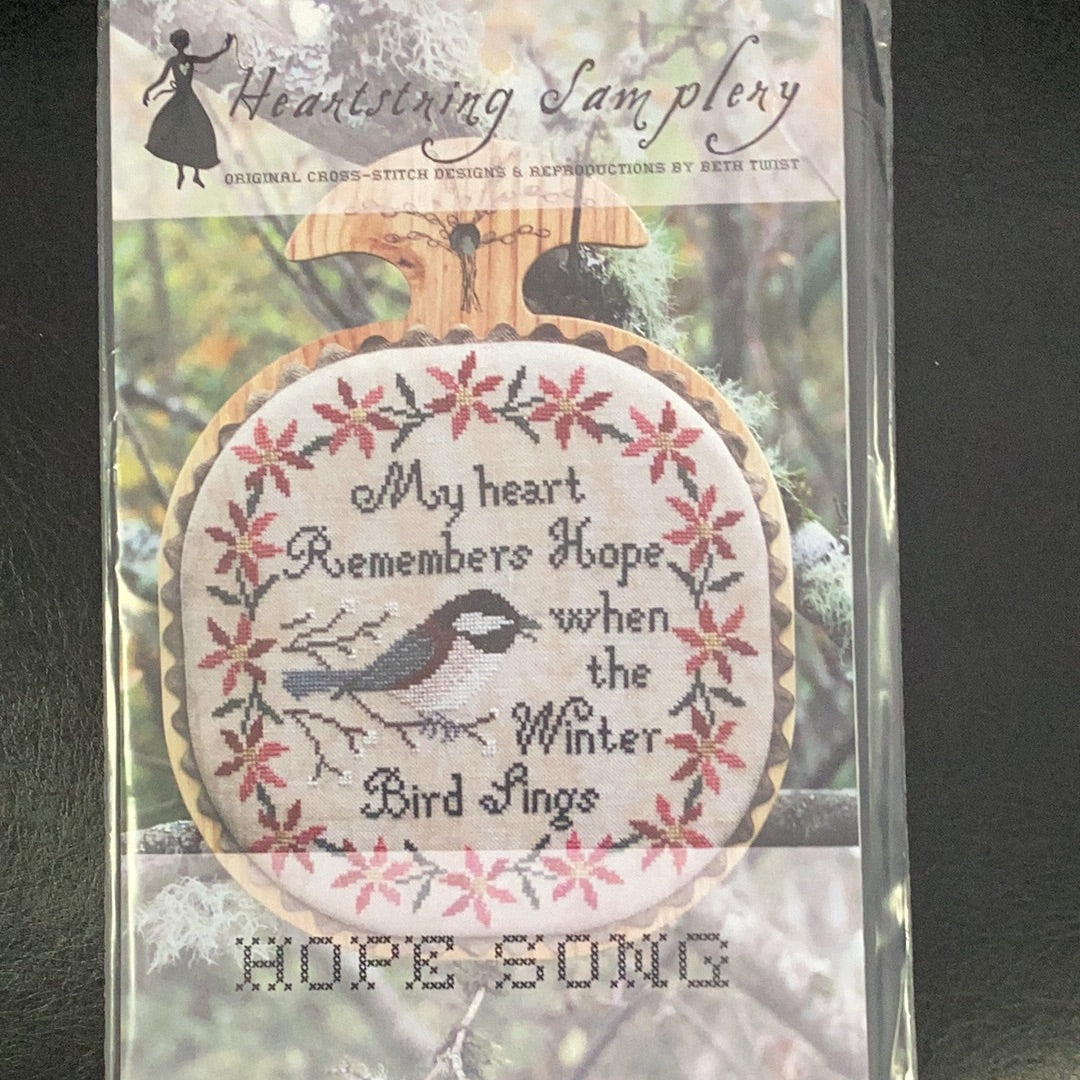 Heartstring Samplery
ORIGINAL CROSS-STITCH DESIGNS & REPRODUCTIONS BY BETH TWIST
My heart
Remembers Hope
when
the
Winter
Bird Sings
HOPE SONG